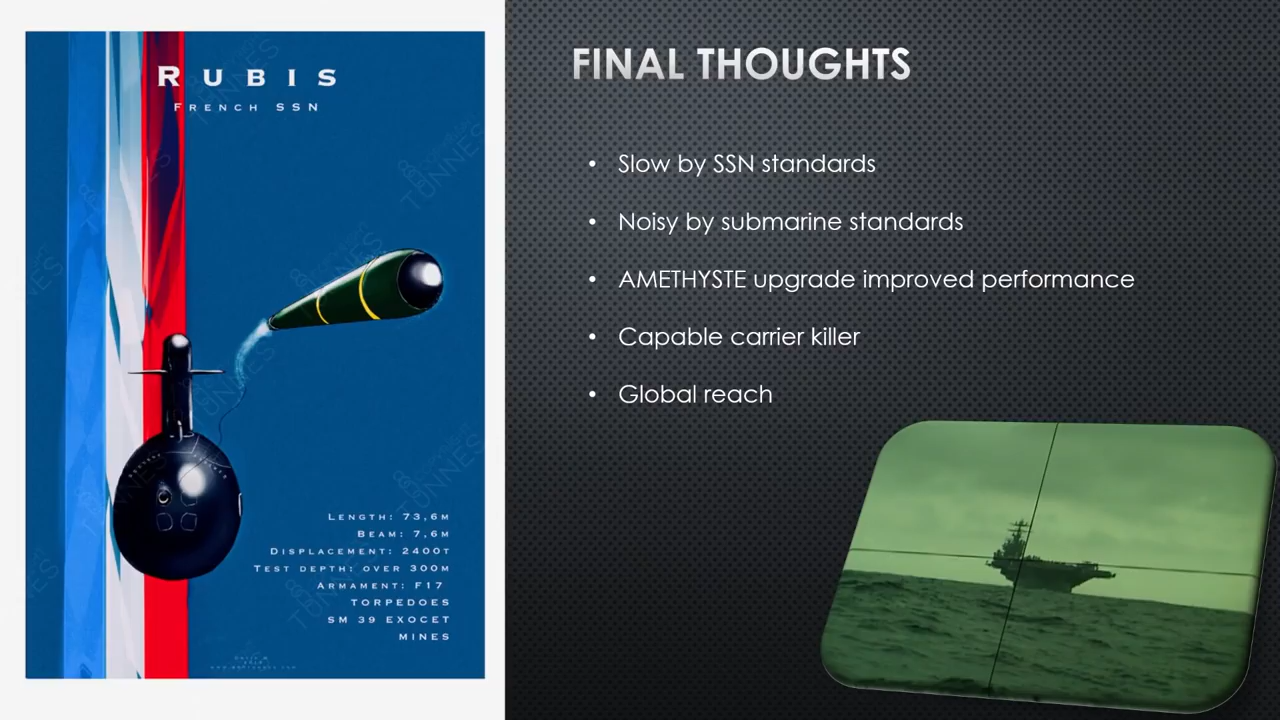 RUBIS
FRENCH SSN
LENGTH: 73,6M
BEAM: 7,6M
DISPLACEMENT: 2400T
TEST DEPTH: OVER 300M
ARMAMENT: F17
TORPEDOES
SM 39 EXOCET
MINES
FINAL THOUGHTS
• Slow by SSN standards
• Noisy by submarine standards
• AMETHYSTE upgrade improved performance
• Capable carrier killer
• Global reach